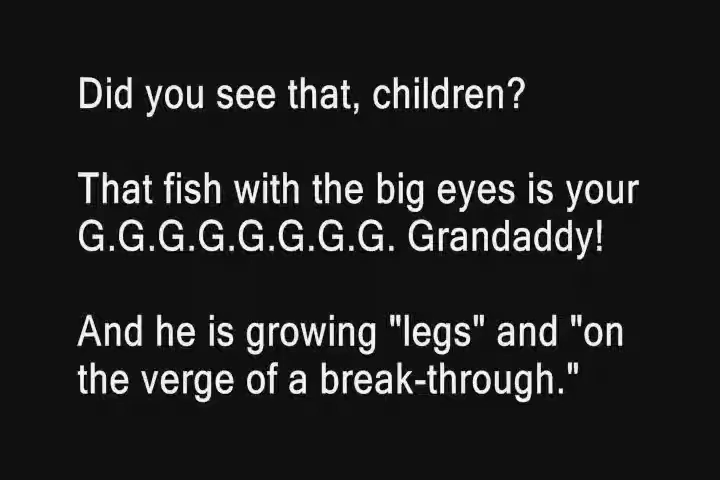 Did you see that, children?
That fish with the big eyes is your
G.G.G.G.G.G.G.G. Grandaddy!
And he is growing "legs" and "on
the verge of a break-through."